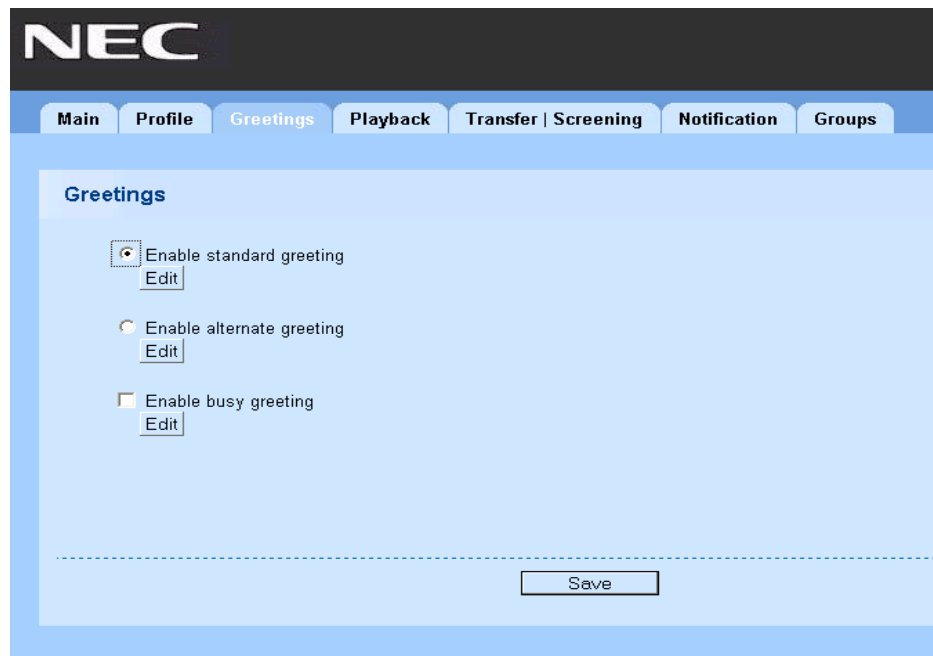 NEC
Main Profile Greetings Playback Transfer | Screening Notification Groups
Greetings
Enable standard greeting
Edit
Enable alternate greeting
Edit
Enable busy greeting
Edit
Save